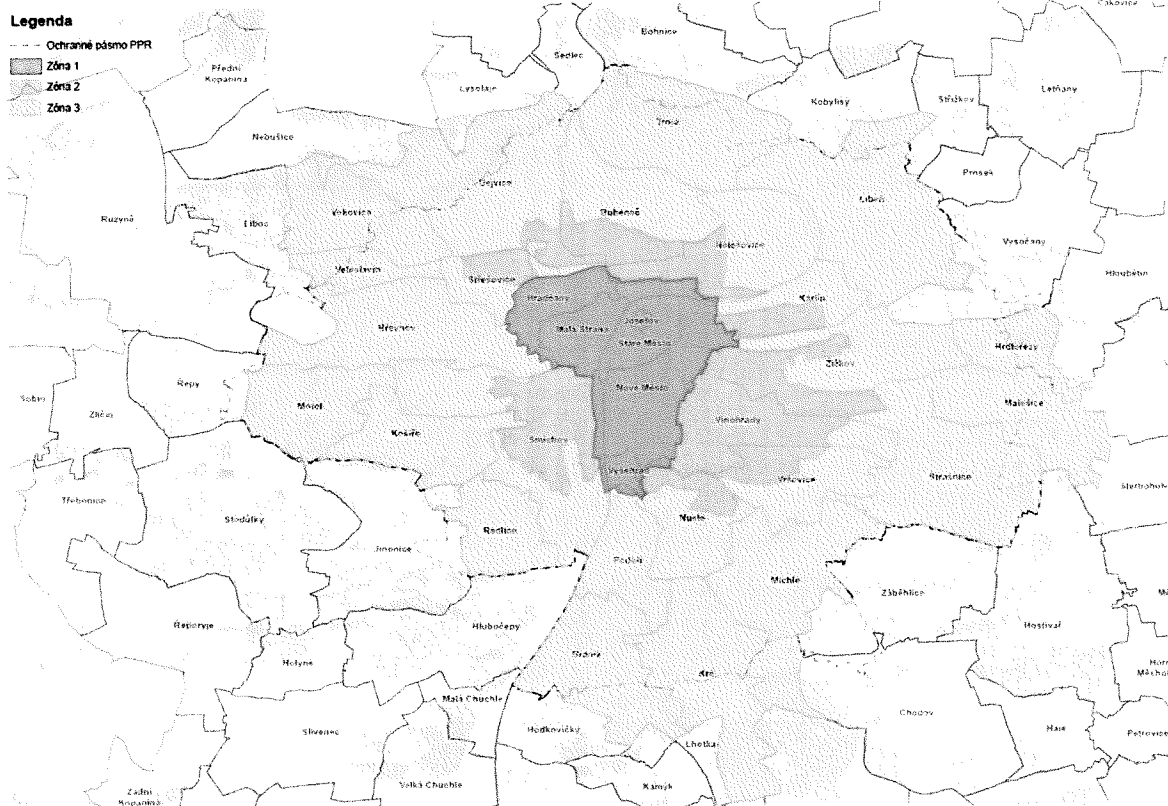 Legenda
Ochranné pásmo PPR
Zóna 1
Zóna 2
Zóna 3
Čakovice
Bohnice
Sedlec
Přední
Kopanina
Lysolaje
Kobylisy
Střížkov
Letňany
Troja
Nebušice
Prosek
Dejvice
Libeň
Vokovice
Bubeneč
Ruzyně
Liboc
Vysočany
Holešovice
Veleslavín
Střešovice
Hloubětín
Hradčany
Karlín
Josefov
Břevnov
Malá Strana
Staré Město
Hrdlořezy
Žižkov
Řepy
Nové Město
Sobín
Motol
Malešice
Zličín
Vinohrady
Košíře
Smíchov
Vyšehrad
Strašnice
Vršovice
Třebonice
Štěrboholy
Stodůlky
Nusle
Radlice
Jinonice
Podolí
Michle
Záběhlice
Řeporyje
Hlubočepy
Hostivař
Braník
Holyně
Krč
Malá Chuchle
Chodov
Slivenec
Hodkovičky
Háje
Petrovice
Lhotka
Zadní
Kopanina
Velká Chuchle
Kamýk